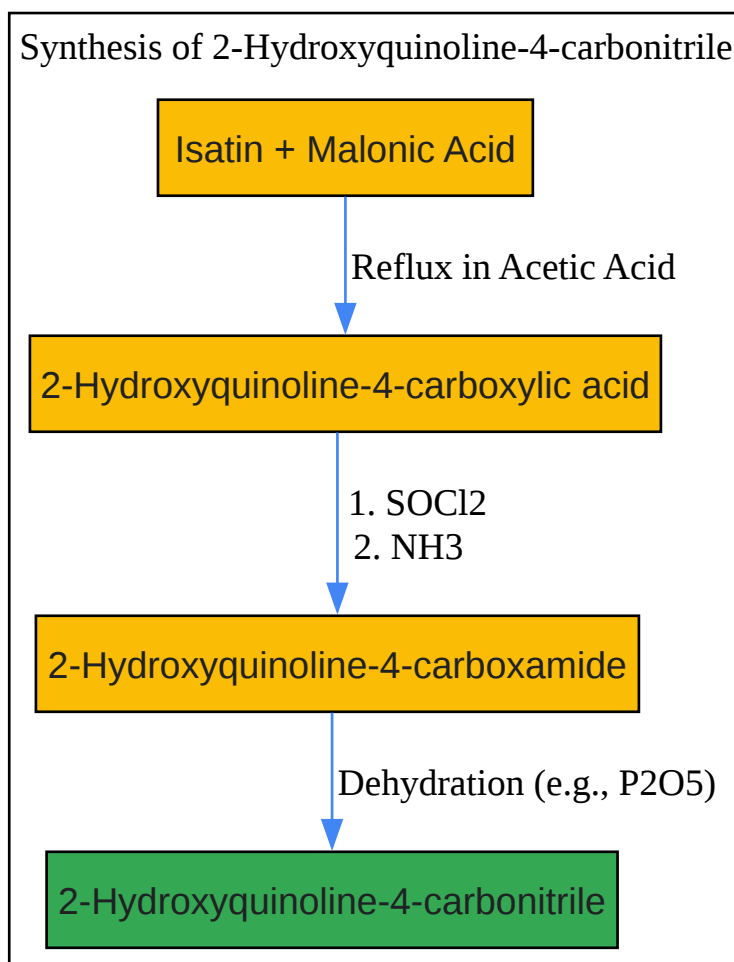 Synthesis of 2-Hydroxyquinoline-4-carbonitrile
Isatin + Malonic Acid
Reflux in Acetic Acid
2-Hydroxyquinoline-4-carboxylic acid
1. SOCl2
2. NH3
2-Hydroxyquinoline-4-carboxamide
Dehydration (e.g., P2O5)
2-Hydroxyquinoline-4-carbonitrile